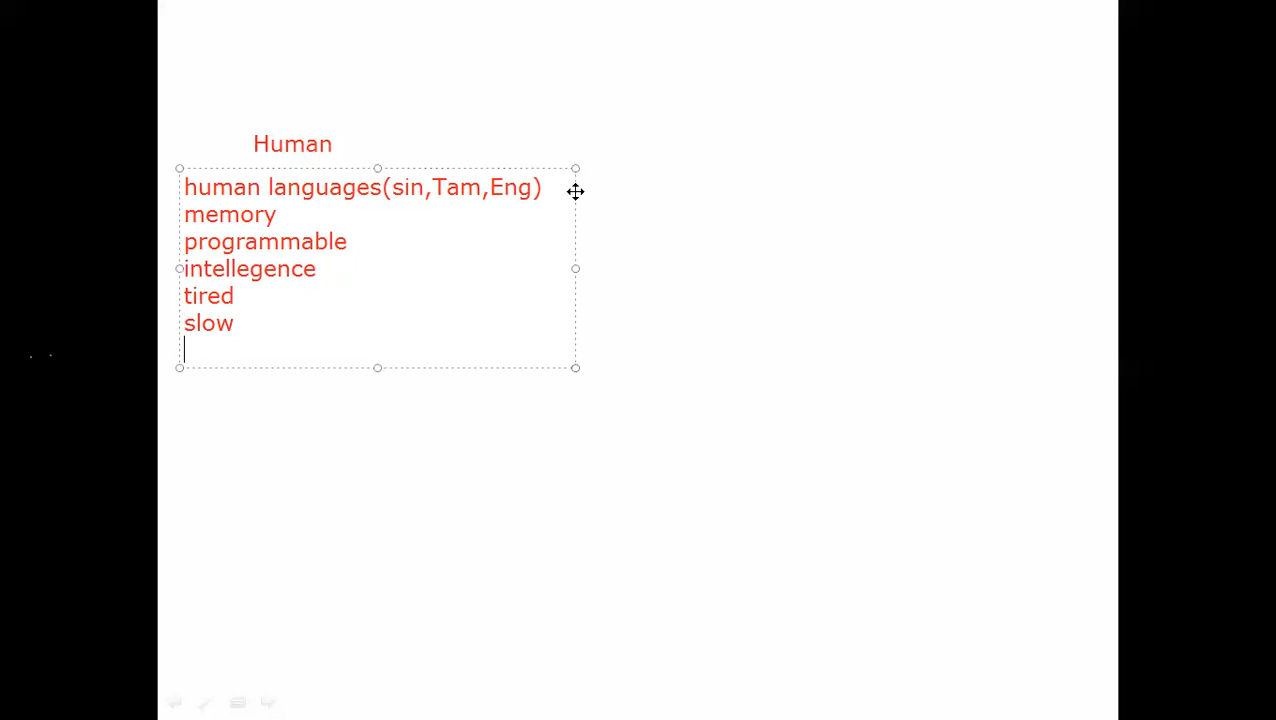 Human
human languages(sin,Tam,Eng)
memory
programmable
intellegence
tired
slow